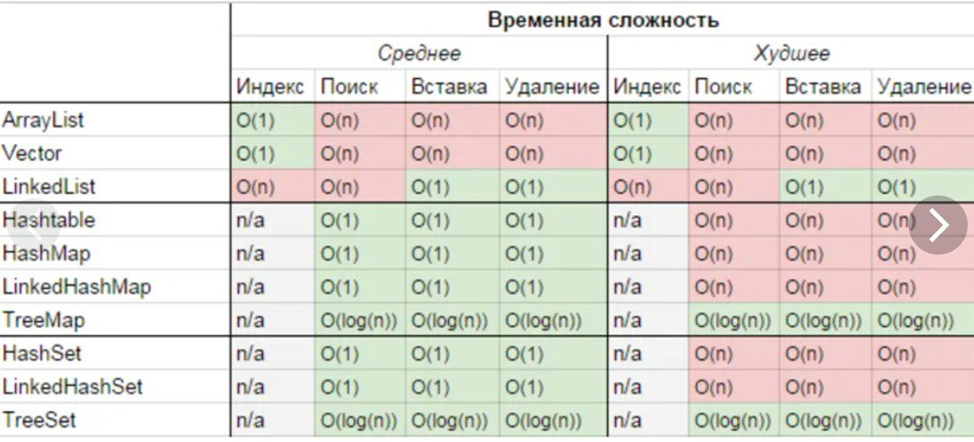 Временная сложность
Среднее Худшее
Индекс Поиск Вставка Удаление Индекс Поиск Вставка Удаление
ArrayList O(1) O(n) O(n) O(n) O(1) O(n) O(n) O(n)
Vector O(1) O(n) O(n) O(n) O(1) O(n) O(n) O(n)
LinkedList O(n) O(n) O(1) O(1) O(n) O(n) O(1) O(1)
Hashtable n/a O(1) O(1) O(1) n/a O(n) O(n) O(n)
HashMap n/a O(1) O(1) O(1) n/a O(n) O(n) O(n)
LinkedHashMap n/a O(1) O(1) O(1) n/a O(n) O(n) O(n)
TreeMap n/a O(log(n)) O(log(n)) O(log(n)) n/a O(log(n)) O(log(n)) O(log(n))
HashSet n/a O(1) O(1) O(1) n/a O(n) O(n) O(n)
LinkedHashSet n/a O(1) O(1) O(1) n/a O(n) O(n) O(n)
TreeSet n/a O(log(n)) O(log(n)) O(log(n)) n/a O(log(n)) O(log(n)) O(log(n))